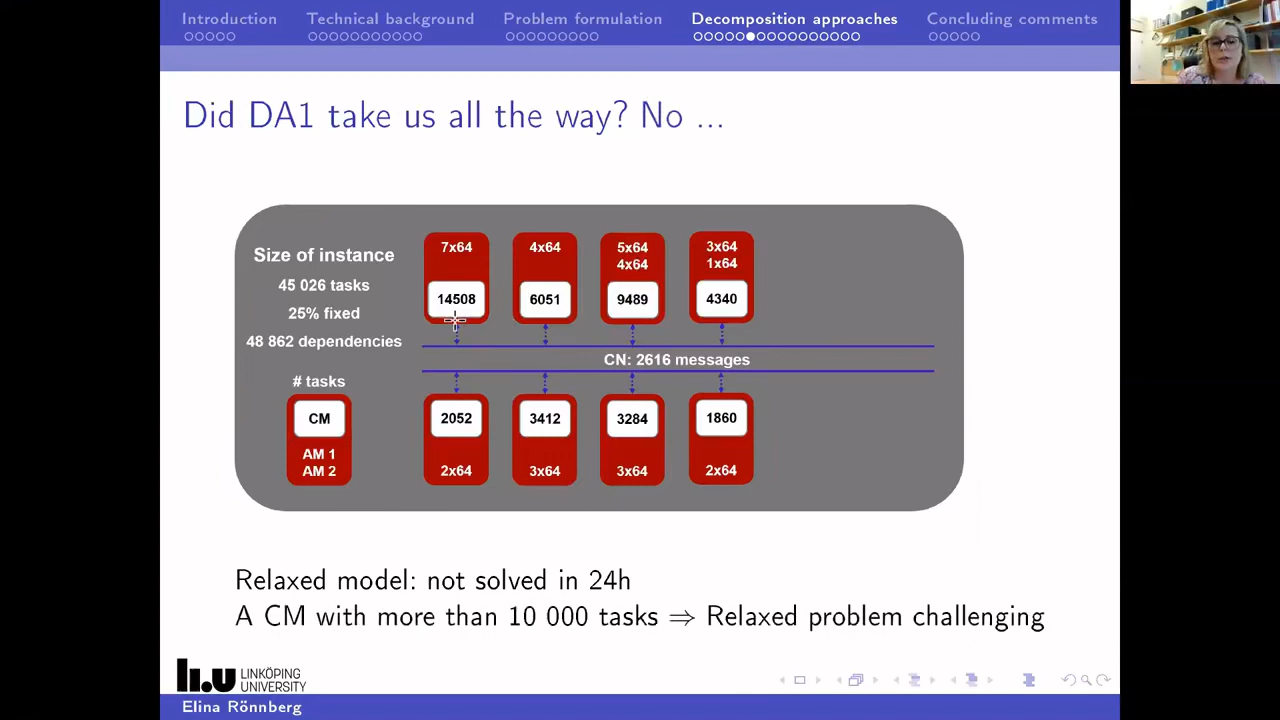 Introduction Technical background Problem formulation Decomposition approaches Concluding comments
Did DA1 take us all the way? No ...
Size of instance
45 026 tasks
25% fixed
48 862 dependencies
# tasks
CM
AM 1
AM 2
7x64
14508
4x64
6051
5x64
4x64
9489
3x64
1x64
4340
CN: 2616 messages
2052
2x64
3412
3x64
3284
3x64
1860
2x64
Relaxed model: not solved in 24h
A CM with more than 10 000 tasks ⇒ Relaxed problem challenging
li.u LINKÖPING
UNIVERSITY
Elina Rönnberg